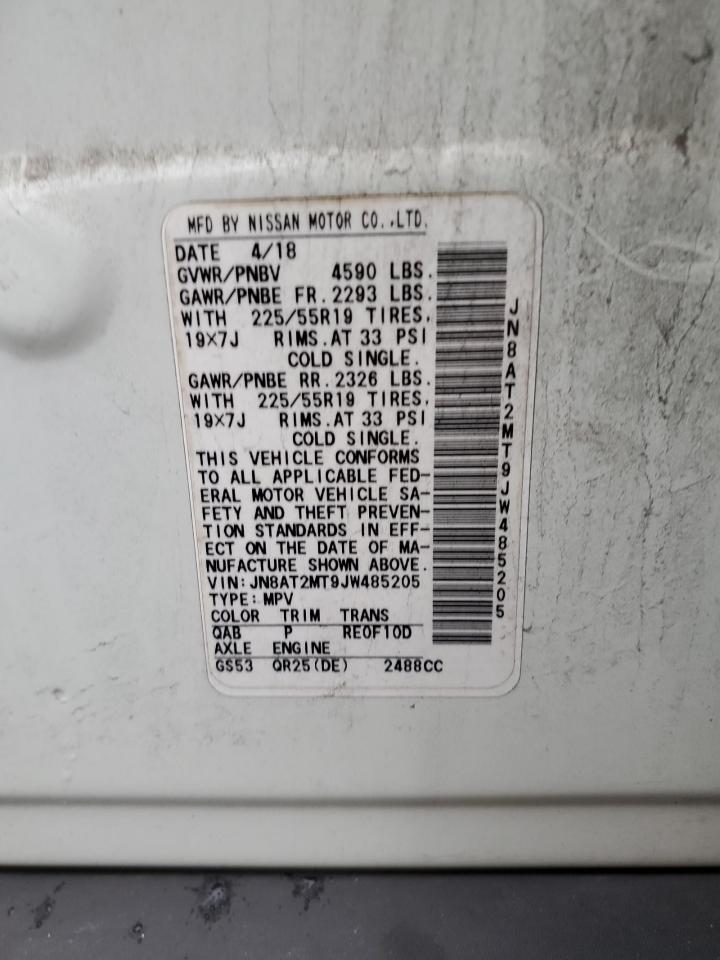 MFD BY NISSAN MOTOR CO.,LTD.
DATE 4/18
GVWR/PNBV 4590 LBS.
GAWR/PNBE FR. 2293 LBS.
WITH 225/55R19 TIRES.
19×7J RIMS.AT 33 PSI
COLD SINGLE.
GAWR/PNBE RR. 2326 LBS.
WITH 225/55R19 TIRES.
19×7J RIMS.AT 33 PSI
COLD SINGLE.
THIS VEHICLE CONFORMS
TO ALL APPLICABLE FED-
ERAL MOTOR VEHICLE SA-
FETY AND THEFT PREVEN-
TION STANDARDS IN EFF-
ECT ON THE DATE OF MA-
NUFACTURE SHOWN ABOVE.
VIN:JN8AT2MT9JW485205
TYPE:MPV
COLOR TRIM TRANS
QAB P RE0F10D
AXLE ENGINE
GS53 QR25(DE) 2488CC
JN8AT2MT9JW485205